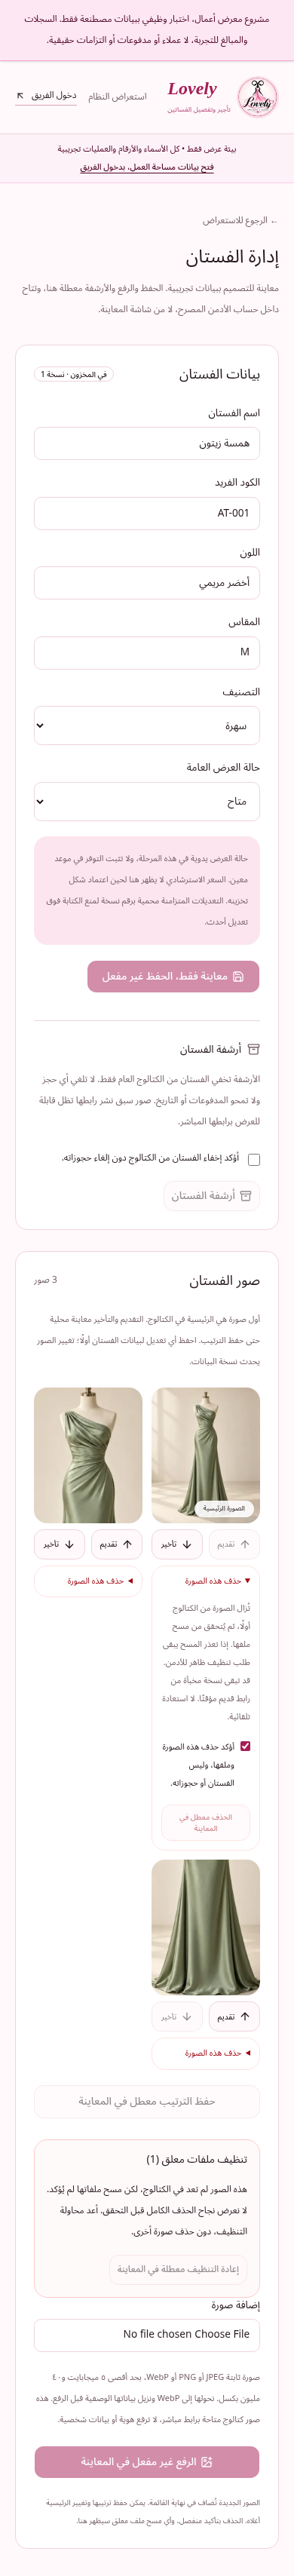 مشروع معرض أعمال، اختبار وظيفي ببيانات مصطنعة فقط. السجلات
والمبالغ للتجربة، لا عملاء أو مدفوعات أو التزامات حقيقية.
Lovely
تأجير وتفصيل الفساتين
استعراض النظام
دخول الفريق
بيئة عرض فقط • كل الأسماء والأرقام والعمليات تجريبية
فتح بيانات مساحة العمل، بدخول الفريق
← الرجوع للاستعراض
إدارة الفستان
معاينة للتصميم ببيانات تجريبية. الحفظ والرفع والأرشفة معطلة هنا، وتتاح
داخل حساب الأدمن المصرح، لا من شاشة المعاينة.
بيانات الفستان
في المخزون · نسخة 1
اسم الفستان
همسة زيتون
الكود الفريد
AT-001
اللون
أخضر مريمي
المقاس
M
التصنيف
سهرة
حالة العرض العامة
متاح
حالة العرض يدوية في هذه المرحلة، ولا تثبت التوفر في موعد
معين. السعر الاسترشادي لا يظهر هنا لحين اعتماد شكل
تخزينه. التعديلات المتزامنة محمية برقم نسخة لمنع الكتابة فوق
تعديل أحدث.
معاينة فقط، الحفظ غير مفعل
أرشفة الفستان
الأرشفة تخفي الفستان من الكتالوج العام فقط. لا تلغي أي حجز
ولا تمحو المدفوعات أو التاريخ. صور سبق نشر رابطها تظل قابلة
للعرض برابطها المباشر.
أؤكد إخفاء الفستان من الكتالوج دون إلغاء حجوزاته.
أرشفة الفستان
صور الفستان
3 صور
أول صورة هي الرئيسية في الكتالوج. التقديم والتأخير معاينة محلية
حتى حفظ الترتيب. احفظ أي تعديل لبيانات الفستان أولًا؛ تغيير الصور
يحدث نسخة البيانات.
الصورة الرئيسية
تقديم
تأخير
تقديم
تأخير
حذف هذه الصورة
حذف هذه الصورة
تُزال الصورة من الكتالوج
أولًا، ثم يُتحقق من مسح
ملفها. إذا تعذر المسح يبقى
طلب تنظيف ظاهر للأدمن.
قد تبقى نسخة مخبأة من
رابط قديم مؤقتًا. لا استعادة
تلقائية.
أؤكد حذف هذه الصورة
وملفها، وليس
الفستان أو حجوزاته.
الحذف معطل في
المعاينة
تقديم
تأخير
حذف هذه الصورة
حفظ الترتيب معطل في المعاينة
تنظيف ملفات معلق (1)
هذه الصور لم تعد في الكتالوج، لكن مسح ملفاتها لم يُؤكد.
لا نعرض نجاح الحذف الكامل قبل التحقق. أعد محاولة
التنظيف، دون حذف صورة أخرى.
إعادة التنظيف معطلة في المعاينة
إضافة صورة
Choose File No file chosen
صورة ثابتة JPEG أو PNG أو WebP، بحد أقصى ٥ ميجابايت و٤٠
مليون بكسل. نحولها إلى WebP ونزيل بياناتها الوصفية قبل الرفع. هذه
صور كتالوج متاحة برابط مباشر، لا ترفع هوية أو بيانات شخصية.
الرفع غير مفعل في المعاينة
الصور الجديدة تُضاف في نهاية القائمة. يمكن حفظ ترتيبها وتغيير الرئيسية
أعلاه. الحذف بتأكيد منفصل، وأي مسح ملف معلق سيظهر هنا.